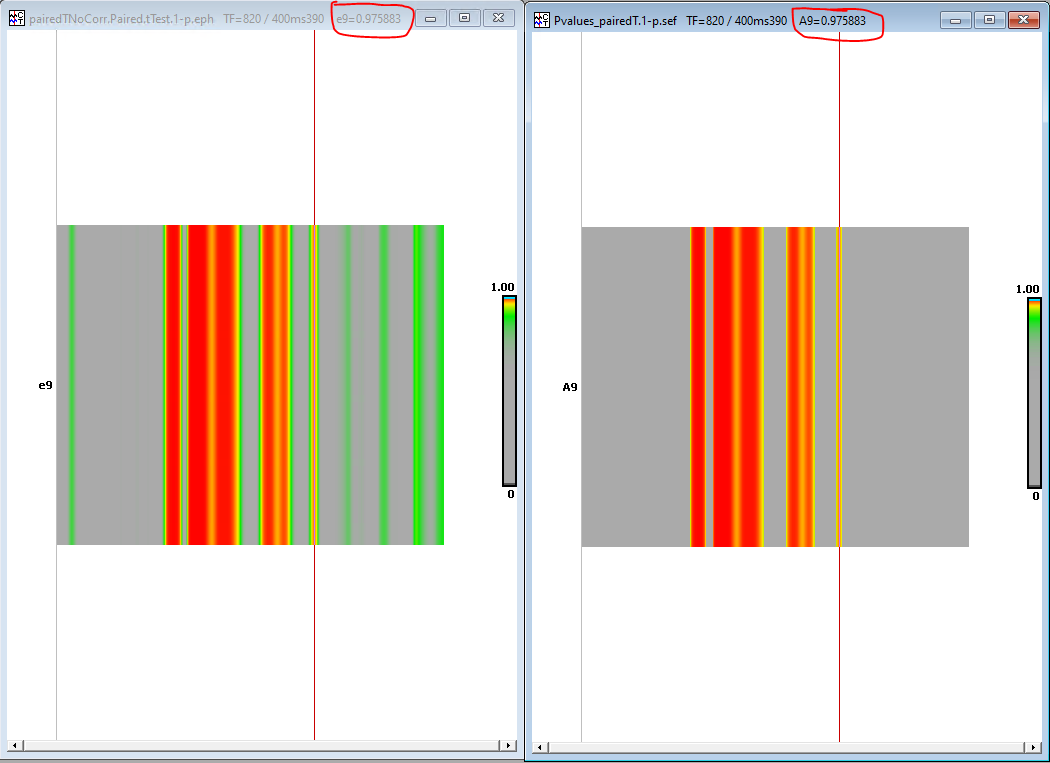 pairedTNoCorr.Paired.tTest.1-p.eph TF=820 / 400ms390 e9=0.975883
1.00
e9
0
Pvalues_pairedT.1-p.sef TF=820 / 400ms390 A9=0.975883
1.00
A9
0